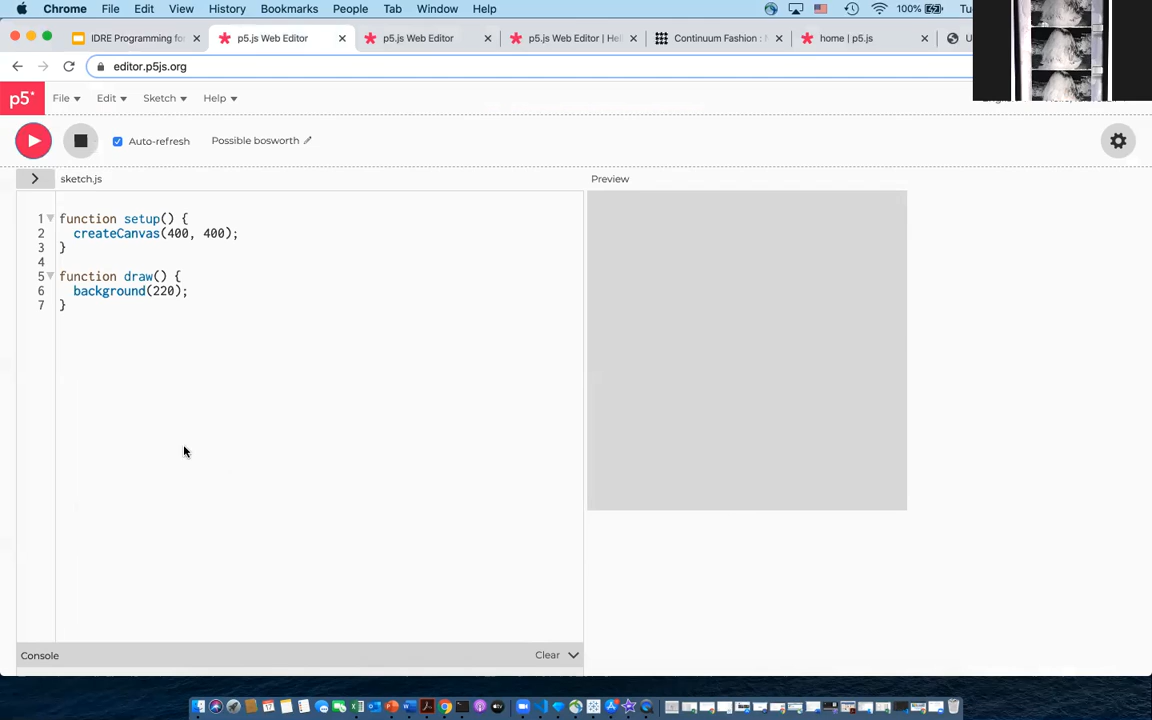 Chrome File Edit View History Bookmarks People Tab Window Help 100%
IDRE Programming fo × p5.js Web Editor × p5.js Web Editor × p5.js Web Editor | He × Continuum Fashion : × home | p5.js ×
editor.p5js.org
p5* File Edit Sketch Help
Auto-refresh Possible bosworth
> sketch.js Preview
1 function setup() {
2 createCanvas(400, 400);
3 }
4
5 function draw() {
6 background(220);
7 }
Console Clear